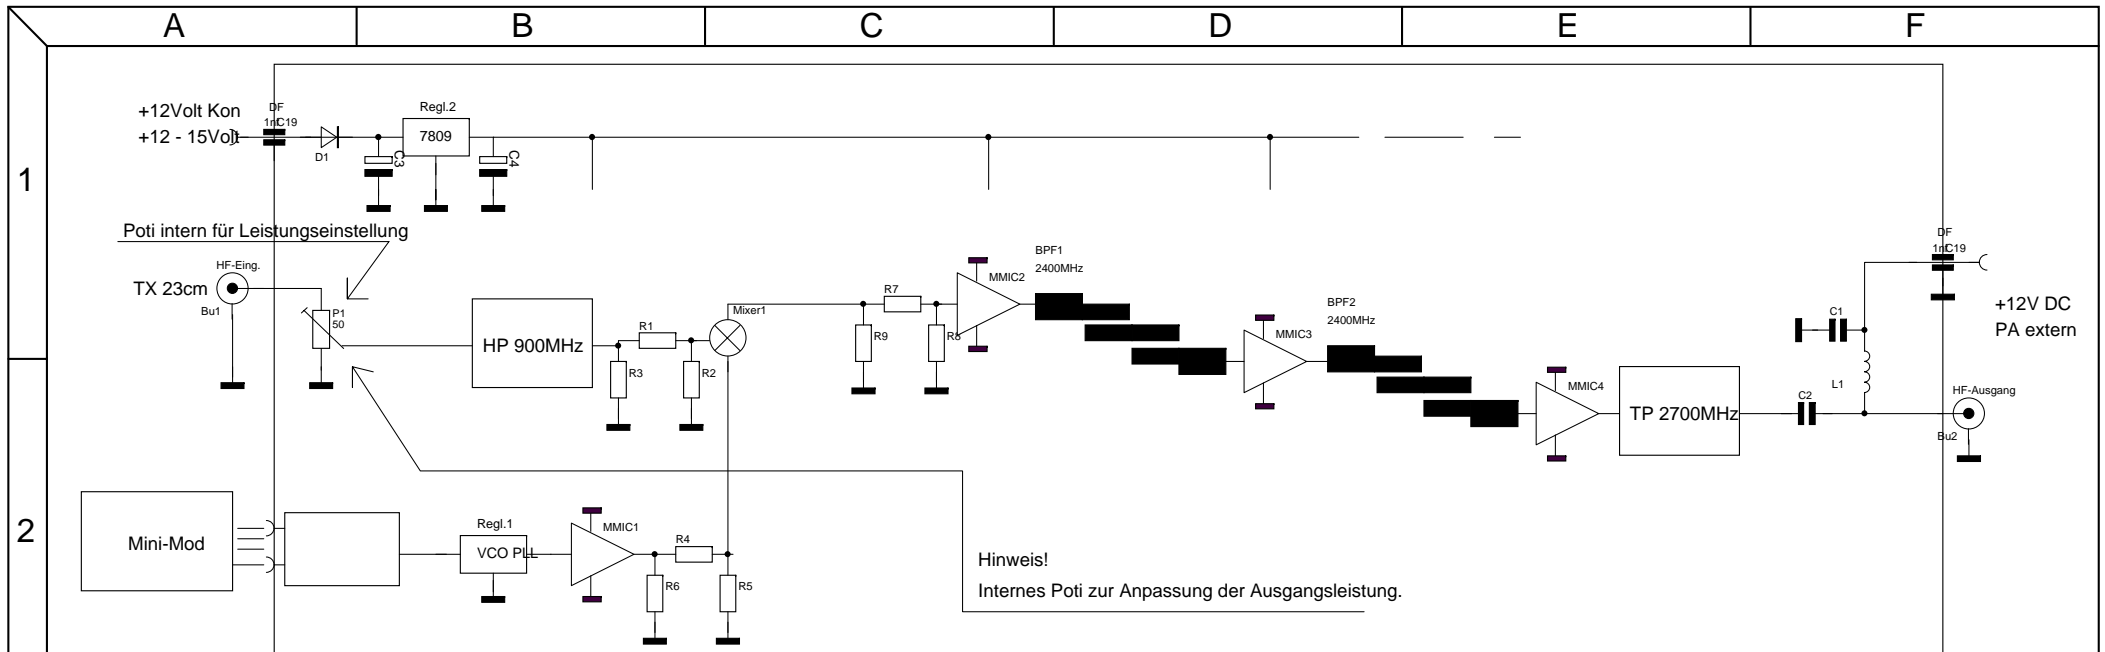 A B C D E F
1
2
+12Volt Kon
+12 - 15Volt
DF
1nC19
D1
C3
Regl.2
7809
C4
Poti intern für Leistungseinstellung
HF-Eing.
TX 23cm
Bu1
P1
50
HP 900MHz
R1
R3
R2
Mixer1
R7
R9
R8
MMIC2
BPF1
2400MHz
MMIC3
BPF2
2400MHz
MMIC4
TP 2700MHz
C2
C1
L1
DF
1nC19
+12V DC
PA extern
HF-Ausgang
Bu2
Mini-Mod
Regl.1
VCO PLL
MMIC1
R4
R6
R5
Hinweis!
Internes Poti zur Anpassung der Ausgangsleistung.